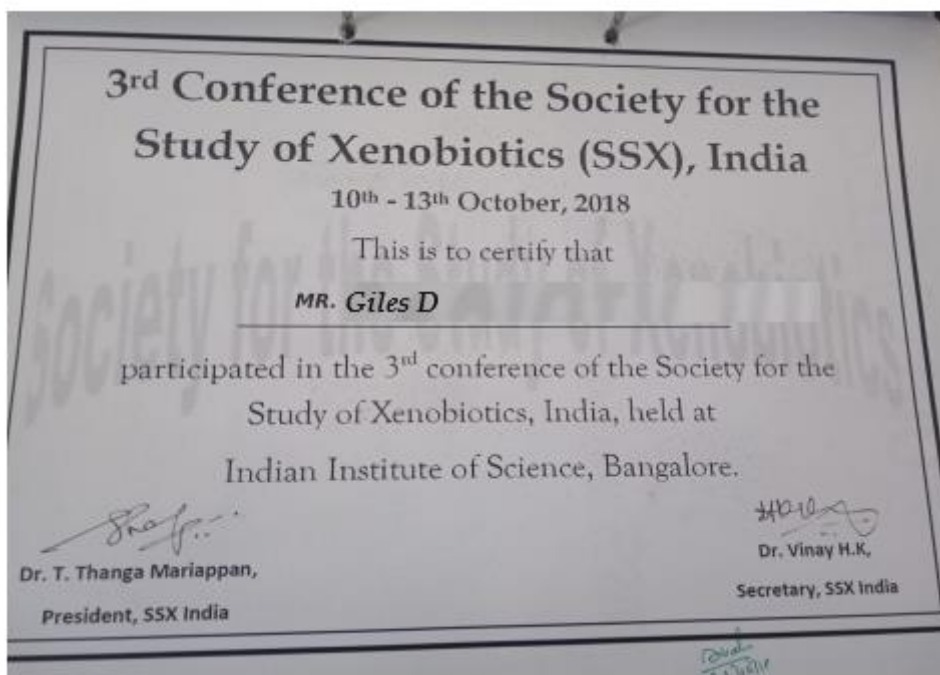 3rd Conference of the Society for the
Study of Xenobiotics (SSX), India
10th - 13th October, 2018
This is to certify that
MR. Giles D
participated in the 3rd conference of the Society for the
Study of Xenobiotics, India, held at
Indian Institute of Science, Bangalore.
Dr. T. Thanga Mariappan,
President, SSX India
Dr. Vinay H.K,
Secretary, SSX India